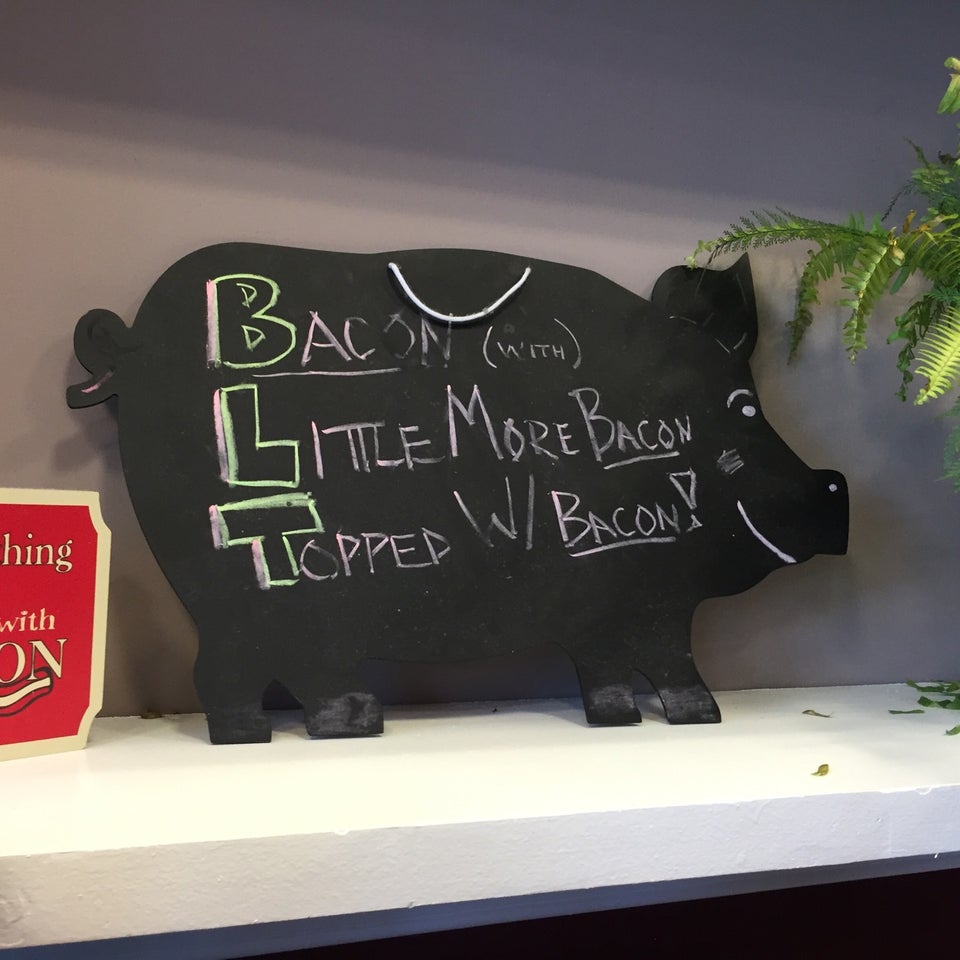 BACON (WITH)
LITTLE MORE BACON
TOPPED W/ BACON!
hing
with
ON